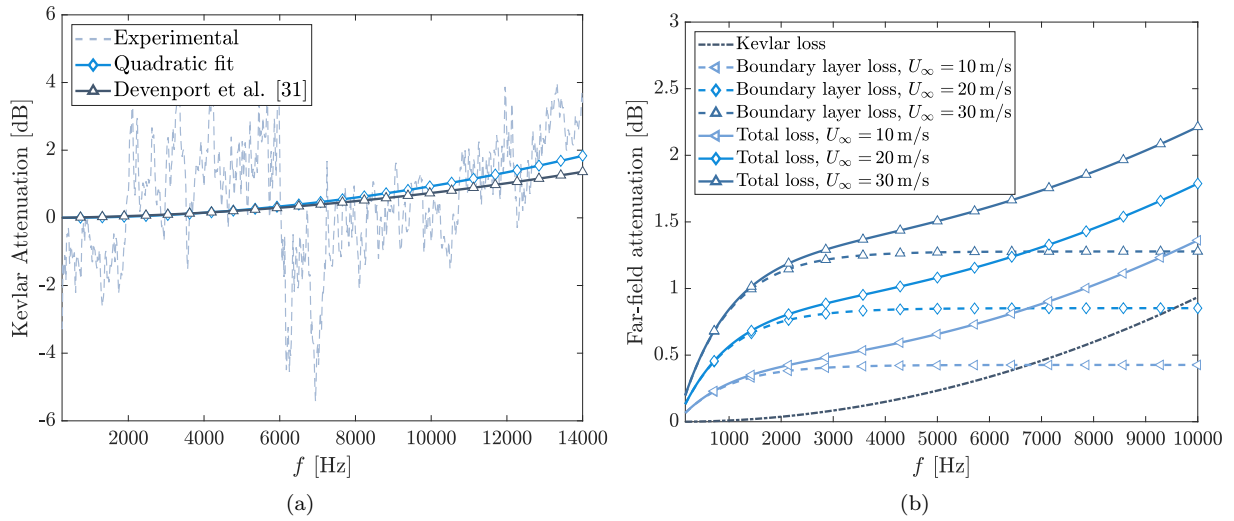 6
4
2
0
-2
-4
-6
Kevlar Attenuation [dB]
Experimental
Quadratic fit
Devenport et al. [31]
2000 4000 6000 8000 10000 12000 14000
f [Hz]
(a)
3
2.5
2
1.5
1
0.5
0
Far-field attenuation [dB]
Kevlar loss
Boundary layer loss, U∞ = 10 m/s
Boundary layer loss, U∞ = 20 m/s
Boundary layer loss, U∞ = 30 m/s
Total loss, U∞ = 10 m/s
Total loss, U∞ = 20 m/s
Total loss, U∞ = 30 m/s
1000 2000 3000 4000 5000 6000 7000 8000 9000 10000
f [Hz]
(b)